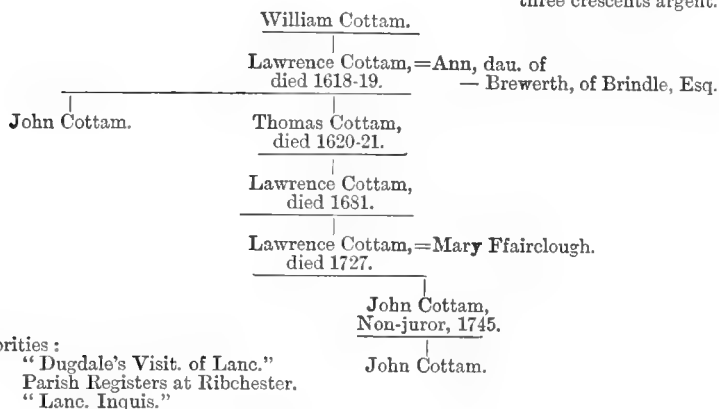 three crescents argent.
William Cottam.
Lawrence Cottam,=Ann, dau. of
died 1618-19. — Brewerth, of Brindle, Esq.
John Cottam. Thomas Cottam,
died 1620-21.
Lawrence Cottam,
died 1681.
Lawrence Cottam,=Mary Ffairclough.
died 1727.
John Cottam,
Non-juror, 1745.
orities :
John Cottam.
" Dugdale's Visit. of Lanc."
Parish Registers at Ribchester.
" Lanc. Inquis."